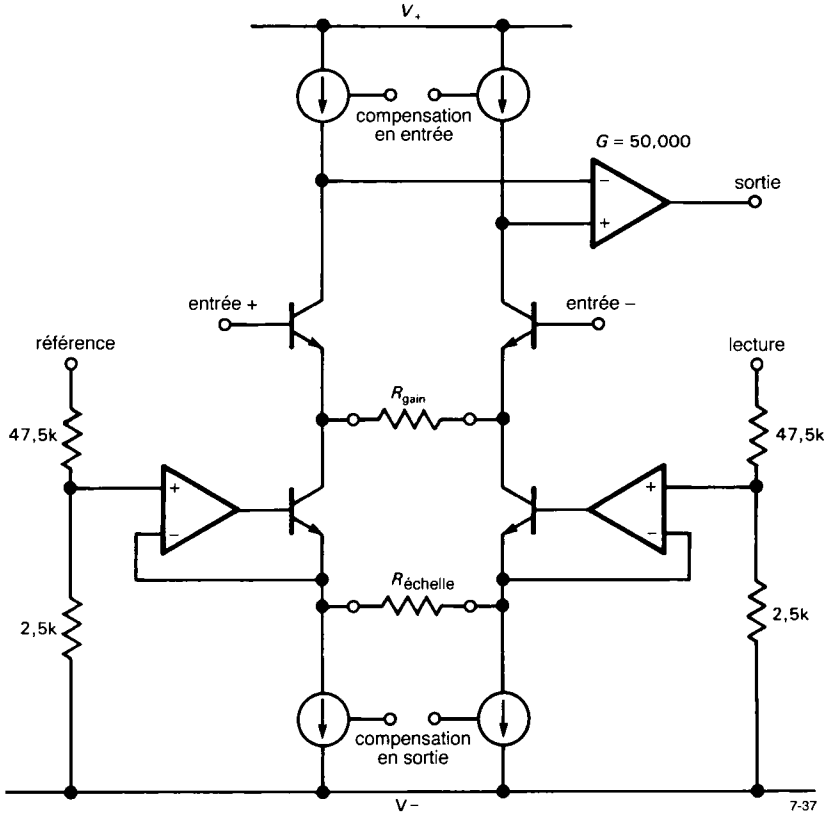 V+
compensation
en entrée
G = 50,000
−
sortie
+
entrée +
entrée −
référence
lecture
Rgain
47,5k
47,5k
+
+
−
−
Réchelle
2,5k
2,5k
compensation
en sortie
V−
7-37